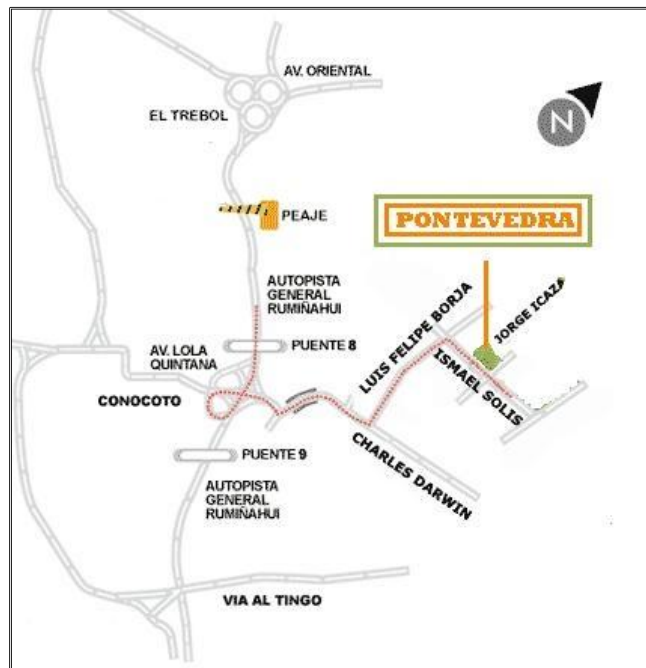 AV. ORIENTAL
EL TREBOL
N
PEAJE
PONTEVEDRA
AUTOPISTA
GENERAL
RUMIÑAHUI
JORGE ICAZA
LUIS FELIPE BORJA
PUENTE 8
AV. LOLA
QUINTANA
ISMAEL SOLIS
CONOCOTO
CHARLES DARWIN
PUENTE 9
AUTOPISTA
GENERAL
RUMIÑAHUI
VIA AL TINGO